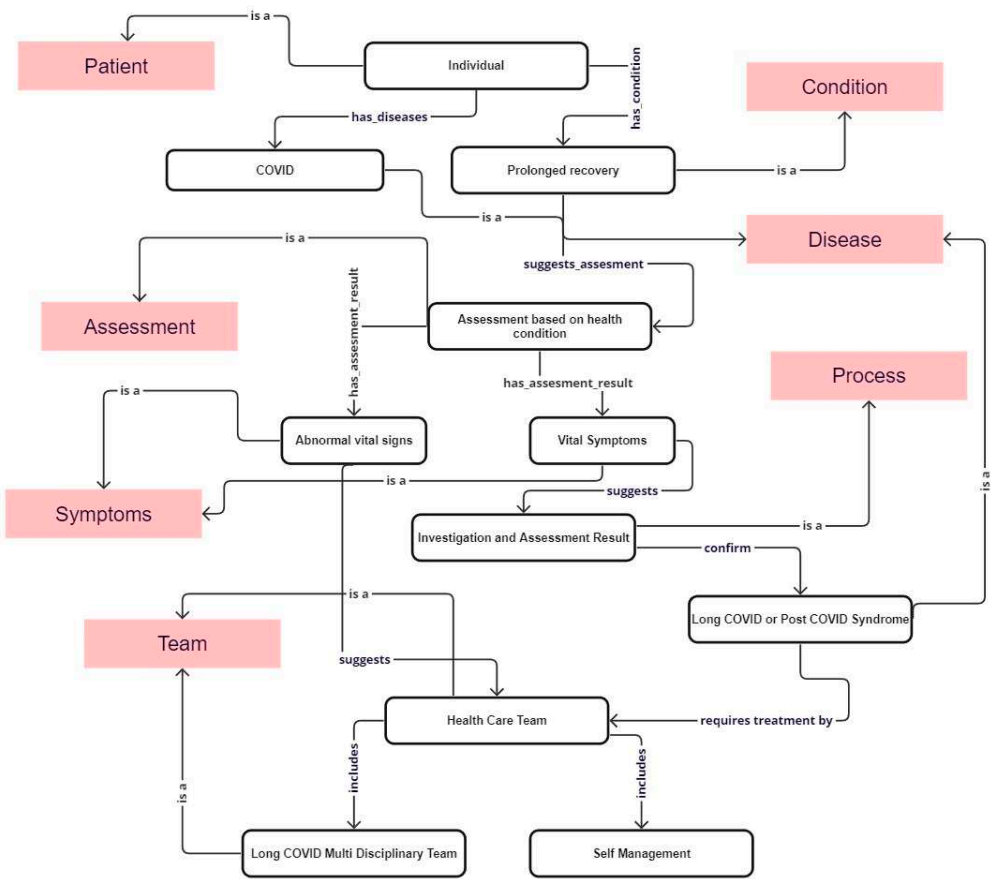 is a
Patient
Individual
has_condition
Condition
has_diseases
COVID
Prolonged recovery
is a
is a
Disease
is a
suggests_assesment
has_assesment_result
Assessment
Assessment based on health
condition
has_assesment_result
Process
is a
Abnormal vital signs
Vital Symptoms
is a
is a
suggests
Symptoms
Investigation and Assessment Result
is a
confirm
is a
Long COVID or Post COVID Syndrome
Team
suggests
Health Care Team
requires treatment by
includes
includes
is a
Long COVID Multi Disciplinary Team
Self Management